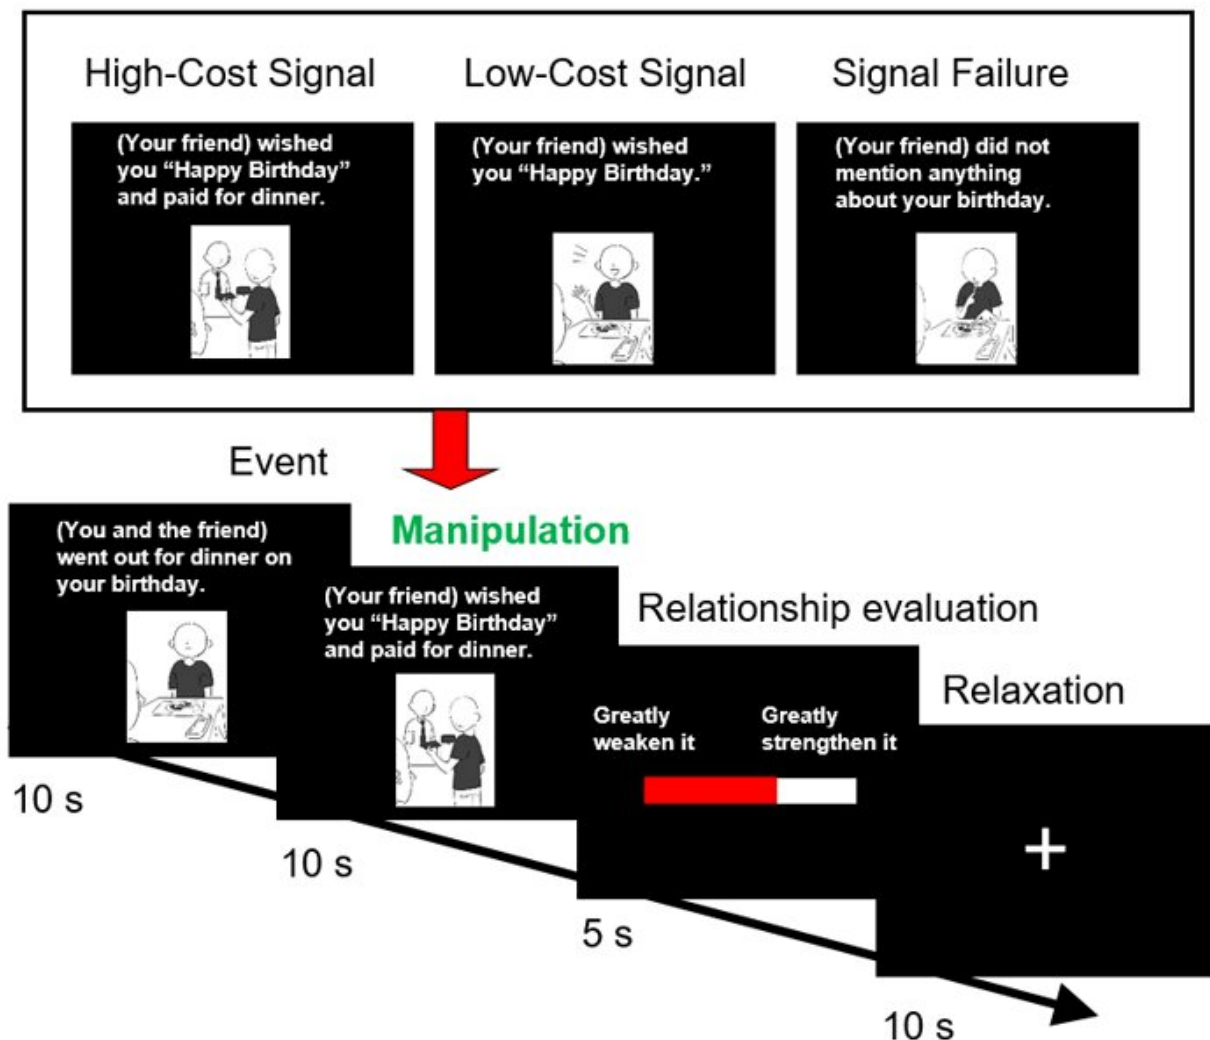 High-Cost Signal
Low-Cost Signal
Signal Failure
(Your friend) wished
you “Happy Birthday”
and paid for dinner.
(Your friend) wished
you “Happy Birthday.”
(Your friend) did not
mention anything
about your birthday.
Event
Manipulation
(You and the friend)
went out for dinner on
your birthday.
(Your friend) wished
you “Happy Birthday”
and paid for dinner.
Relationship evaluation
Greatly
weaken it
Greatly
strengthen it
Relaxation
+
10 s
10 s
5 s
10 s